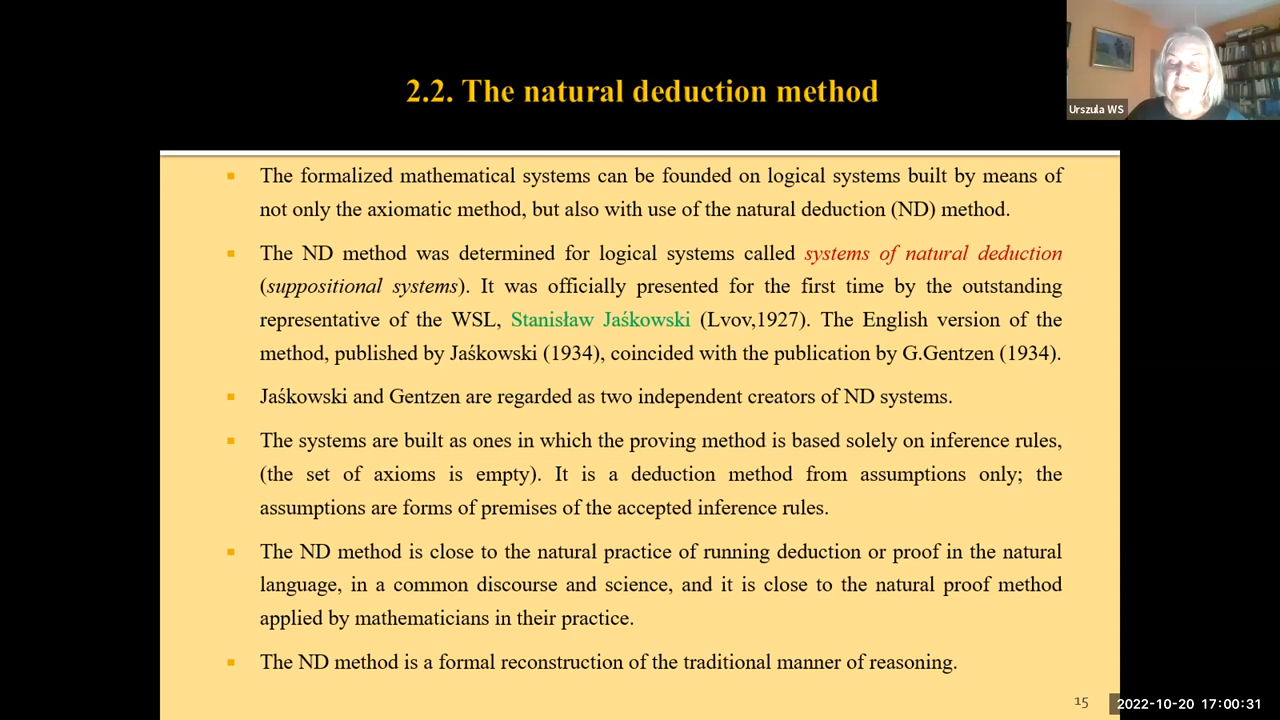 2.2. The natural deduction method
Urszula WS
▪ The formalized mathematical systems can be founded on logical systems built by means of
not only the axiomatic method, but also with use of the natural deduction (ND) method.
▪ The ND method was determined for logical systems called systems of natural deduction
(suppositional systems). It was officially presented for the first time by the outstanding
representative of the WSL, Stanisław Jaśkowski (Lvov,1927). The English version of the
method, published by Jaśkowski (1934), coincided with the publication by G.Gentzen (1934).
▪ Jaśkowski and Gentzen are regarded as two independent creators of ND systems.
▪ The systems are built as ones in which the proving method is based solely on inference rules,
(the set of axioms is empty). It is a deduction method from assumptions only; the
assumptions are forms of premises of the accepted inference rules.
▪ The ND method is close to the natural practice of running deduction or proof in the natural
language, in a common discourse and science, and it is close to the natural proof method
applied by mathematicians in their practice.
▪ The ND method is a formal reconstruction of the traditional manner of reasoning.
15
2022-10-20 17:00:31